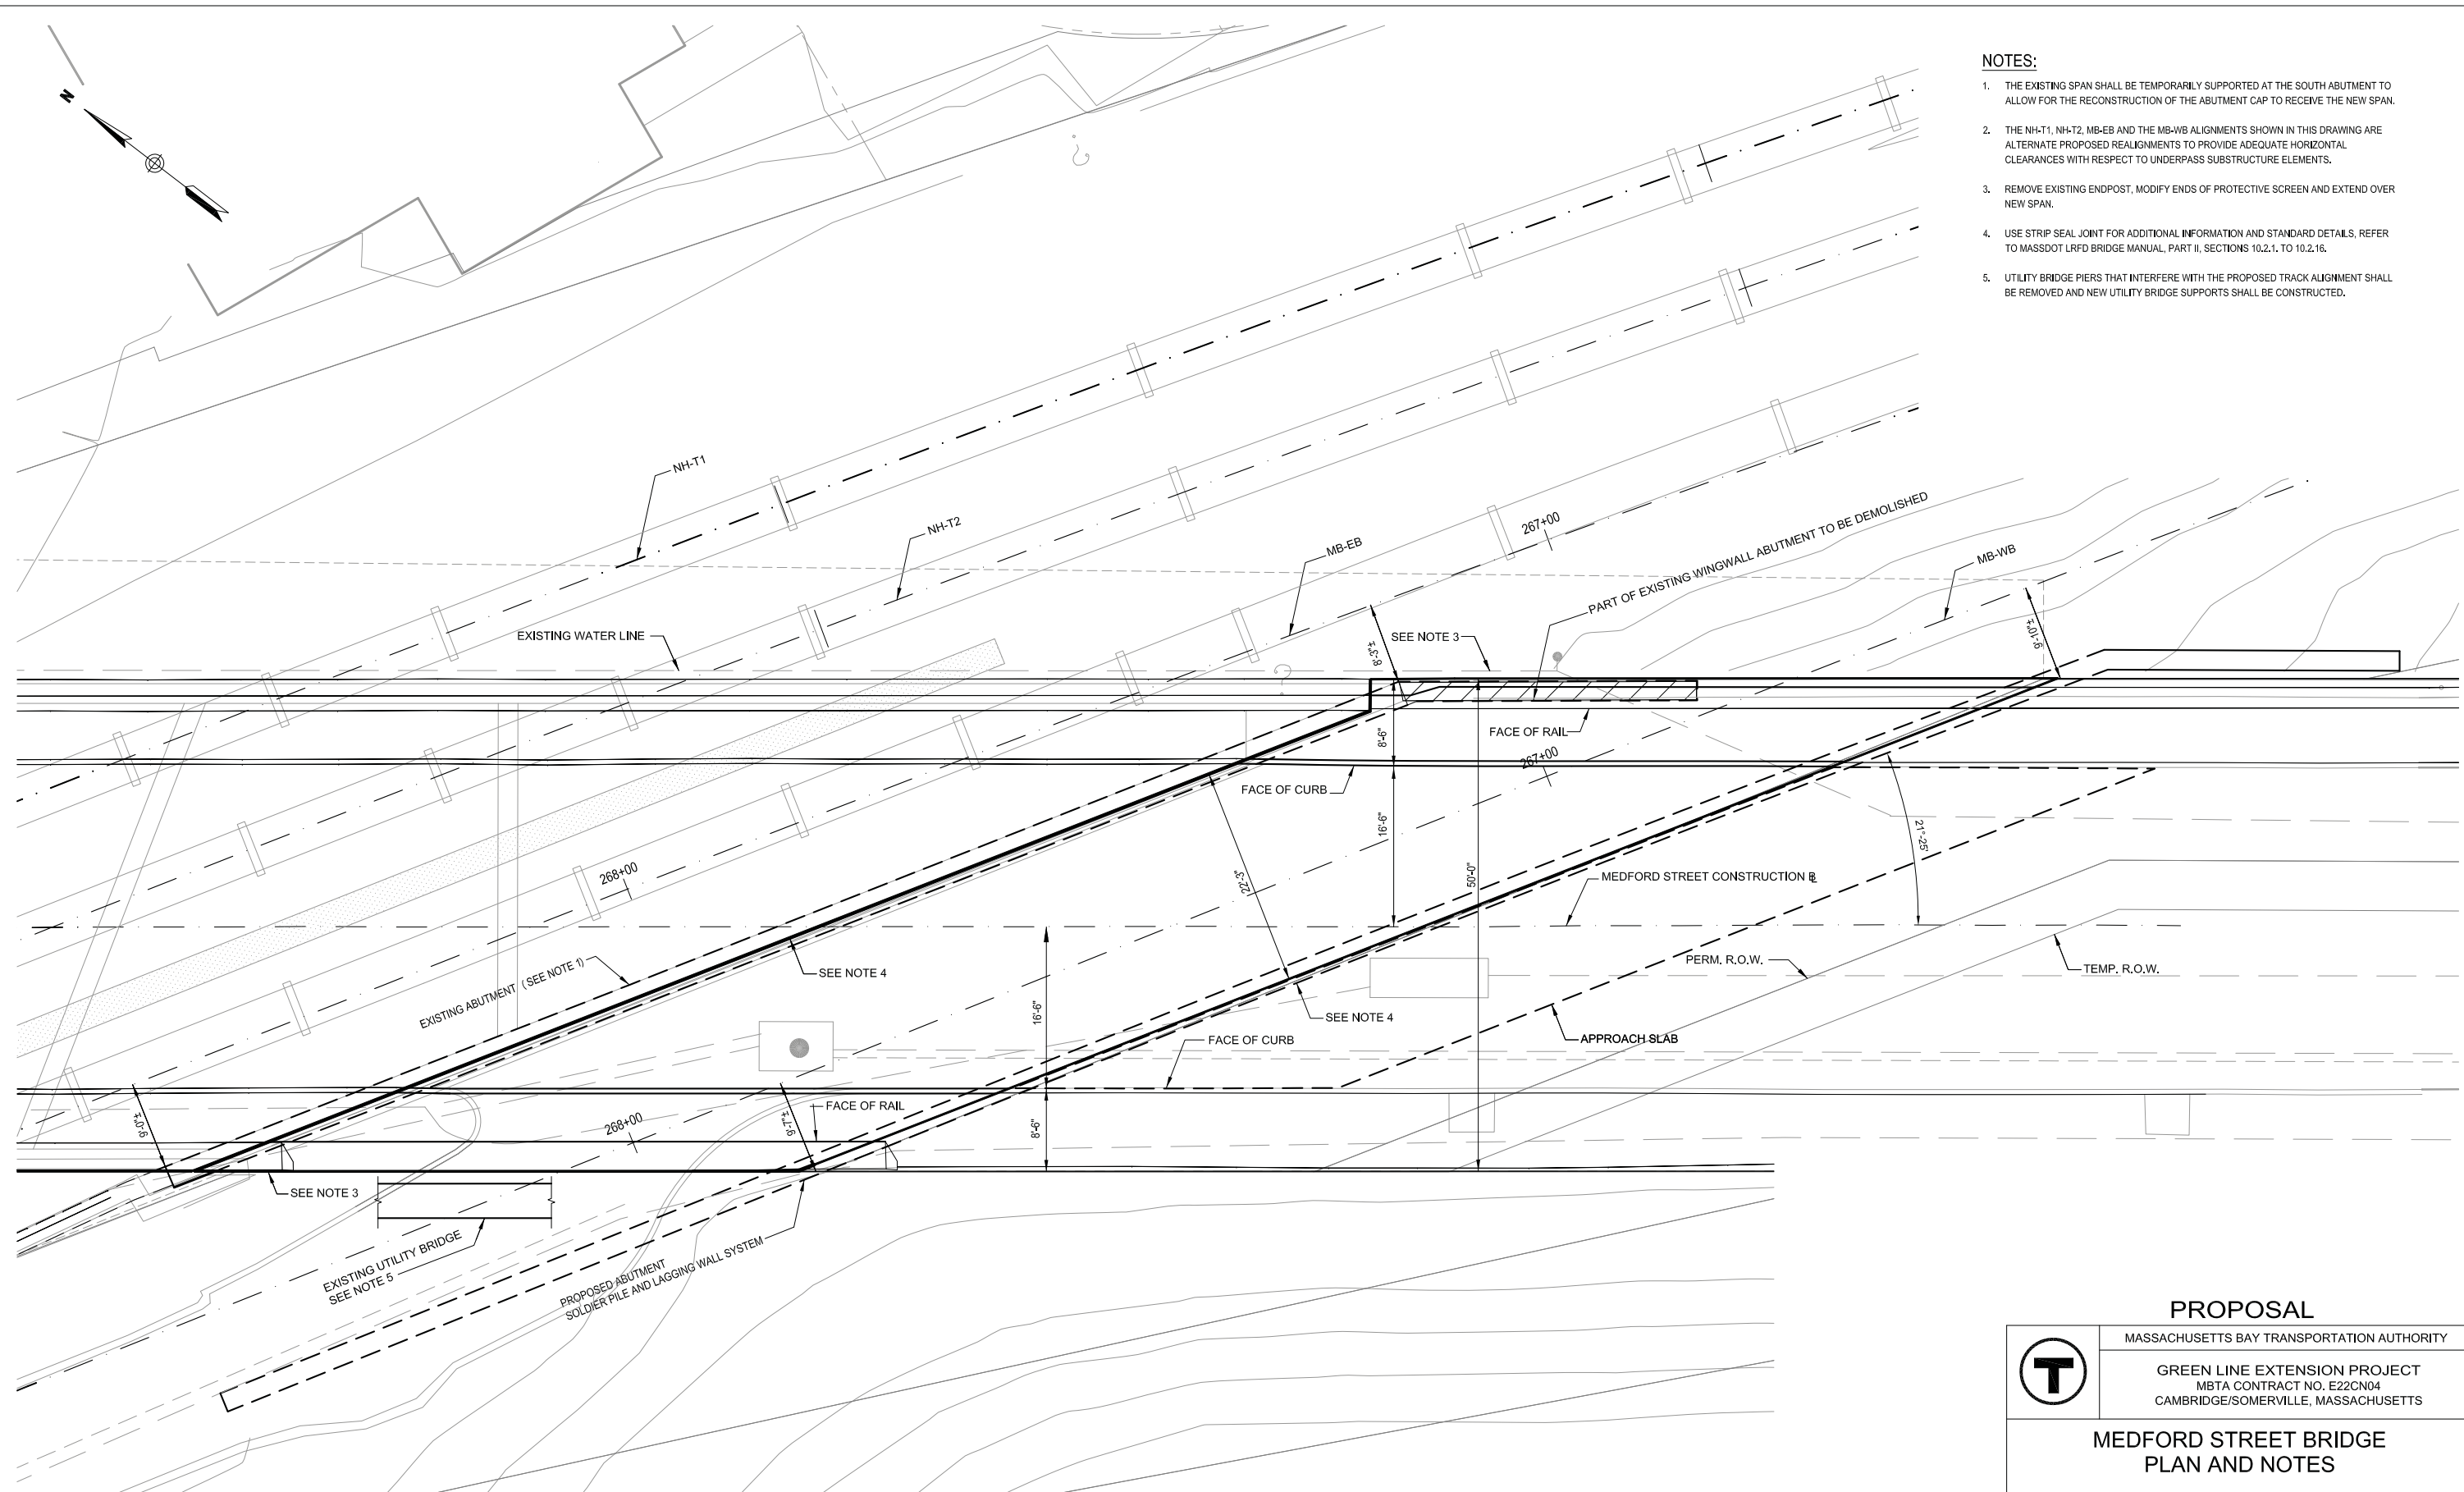 N
NOTES:
1. THE EXISTING SPAN SHALL BE TEMPORARILY SUPPORTED AT THE SOUTH ABUTMENT TO
ALLOW FOR THE RECONSTRUCTION OF THE ABUTMENT CAP TO RECEIVE THE NEW SPAN.
2. THE NH-T1, NH-T2, MB-EB AND THE MB-WB ALIGNMENTS SHOWN IN THIS DRAWING ARE
ALTERNATE PROPOSED REALIGNMENTS TO PROVIDE ADEQUATE HORIZONTAL
CLEARANCES WITH RESPECT TO UNDERPASS SUBSTRUCTURE ELEMENTS.
3. REMOVE EXISTING ENDPOST, MODIFY ENDS OF PROTECTIVE SCREEN AND EXTEND OVER
NEW SPAN.
4. USE STRIP SEAL JOINT FOR ADDITIONAL INFORMATION AND STANDARD DETAILS, REFER
TO MASSDOT LRFD BRIDGE MANUAL, PART II, SECTIONS 10.2.1. TO 10.2.16.
5. UTILITY BRIDGE PIERS THAT INTERFERE WITH THE PROPOSED TRACK ALIGNMENT SHALL
BE REMOVED AND NEW UTILITY BRIDGE SUPPORTS SHALL BE CONSTRUCTED.
NH-T1
NH-T2
MB-EB
267+00
PART OF EXISTING WINGWALL ABUTMENT TO BE DEMOLISHED
MB-WB
EXISTING WATER LINE
SEE NOTE 3
8'-3"±
9'-10"±
FACE OF RAIL
8'-6"
267+00
FACE OF CURB
16'-6"
21°-25'
268+00
22'-3"
50'-0"
MEDFORD STREET CONSTRUCTION ℄
EXISTING ABUTMENT (SEE NOTE 1)
SEE NOTE 4
PERM. R.O.W.
TEMP. R.O.W.
16'-6"
SEE NOTE 4
FACE OF CURB
APPROACH SLAB
9'-0"±
268+00
9'-7"±
FACE OF RAIL
8'-6"
SEE NOTE 3
EXISTING UTILITY BRIDGE
SEE NOTE 5
PROPOSED ABUTMENT
SOLDIER PILE AND LAGGING WALL SYSTEM
PROPOSAL
T
MASSACHUSETTS BAY TRANSPORTATION AUTHORITY
GREEN LINE EXTENSION PROJECT
MBTA CONTRACT NO. E22CN04
CAMBRIDGE/SOMERVILLE, MASSACHUSETTS
MEDFORD STREET BRIDGE
PLAN AND NOTES